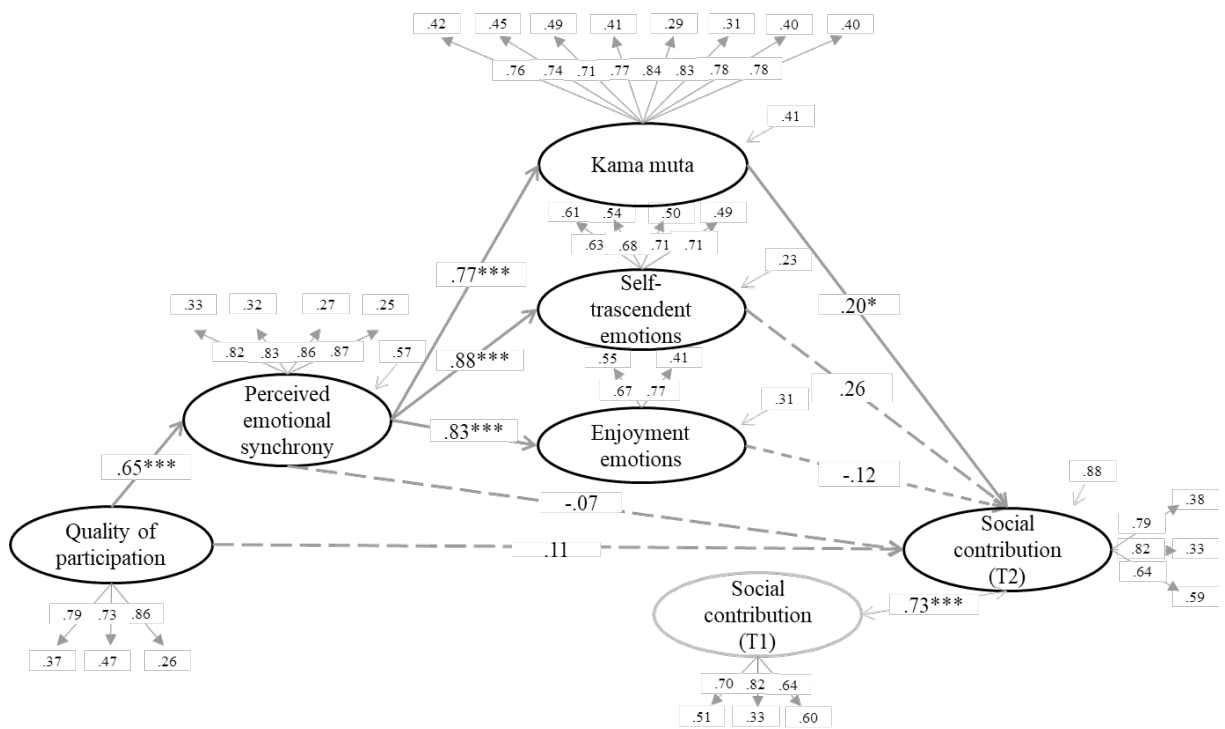 .42 .45 .49 .41 .29 .31 .40 .40
.76 .74 .71 .77 .84 .83 .78 .78
.41
Kama muta
.61 .54 .50 .49
.63 .68 .71 .71
.23
.77***
Self-
trascendent
emotions
.20*
.33 .32 .27 .25
.82 .83 .86 .87
.57
.88***
.55 .41
.67 .77
.26
.31
Perceived
emotional
synchrony
.83***
Enjoyment
emotions
.65***
-.12
.88
-.07
.38
.79
Quality of
participation
.11
Social
contribution
(T2)
.82 .33
.64
.59
.79 .73 .86
.37 .47 .26
Social
contribution
(T1)
.73***
.70 .82 .64
.51 .33 .60